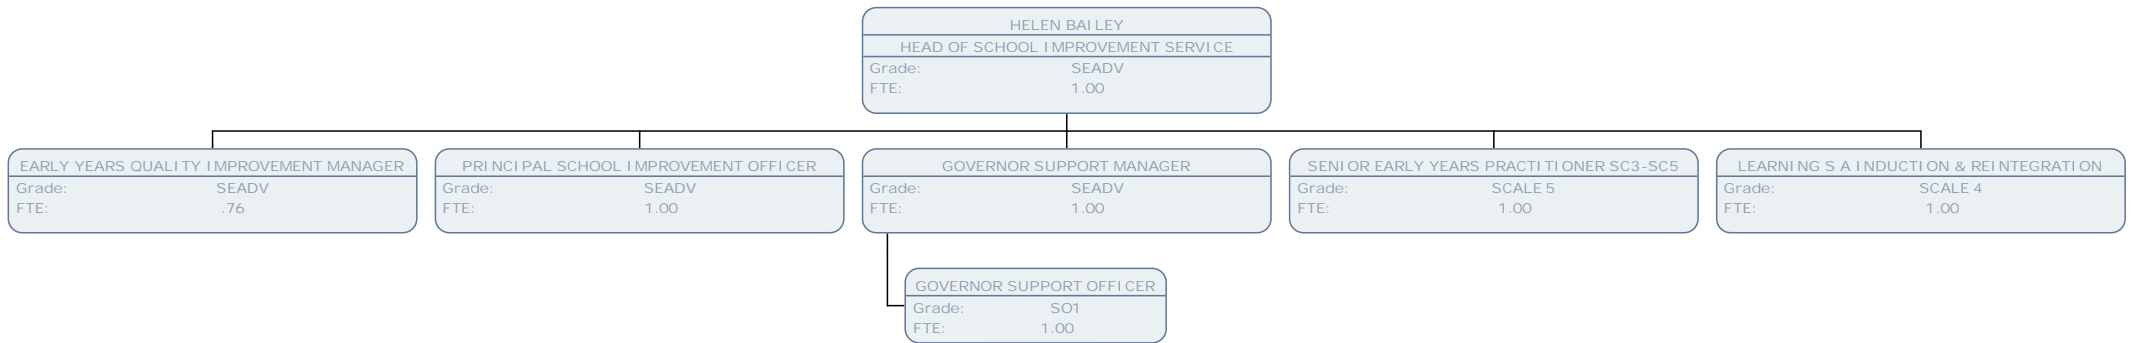 HELEN BAILEY
HEAD OF SCHOOL IMPROVEMENT SERVICE
Grade: SEADV
FTE: 1.00
EARLY YEARS QUALITY IMPROVEMENT MANAGER
Grade: SEADV
FTE: .76
PRINCIPAL SCHOOL IMPROVEMENT OFFICER
Grade: SEADV
FTE: 1.00
GOVERNOR SUPPORT MANAGER
Grade: SEADV
FTE: 1.00
SENIOR EARLY YEARS PRACTITIONER SC3-SC5
Grade: SCALE 5
FTE: 1.00
LEARNING S A INDUCTION & REINTEGRATION
Grade: SCALE 4
FTE: 1.00
GOVERNOR SUPPORT OFFICER
Grade: SO1
FTE: 1.00